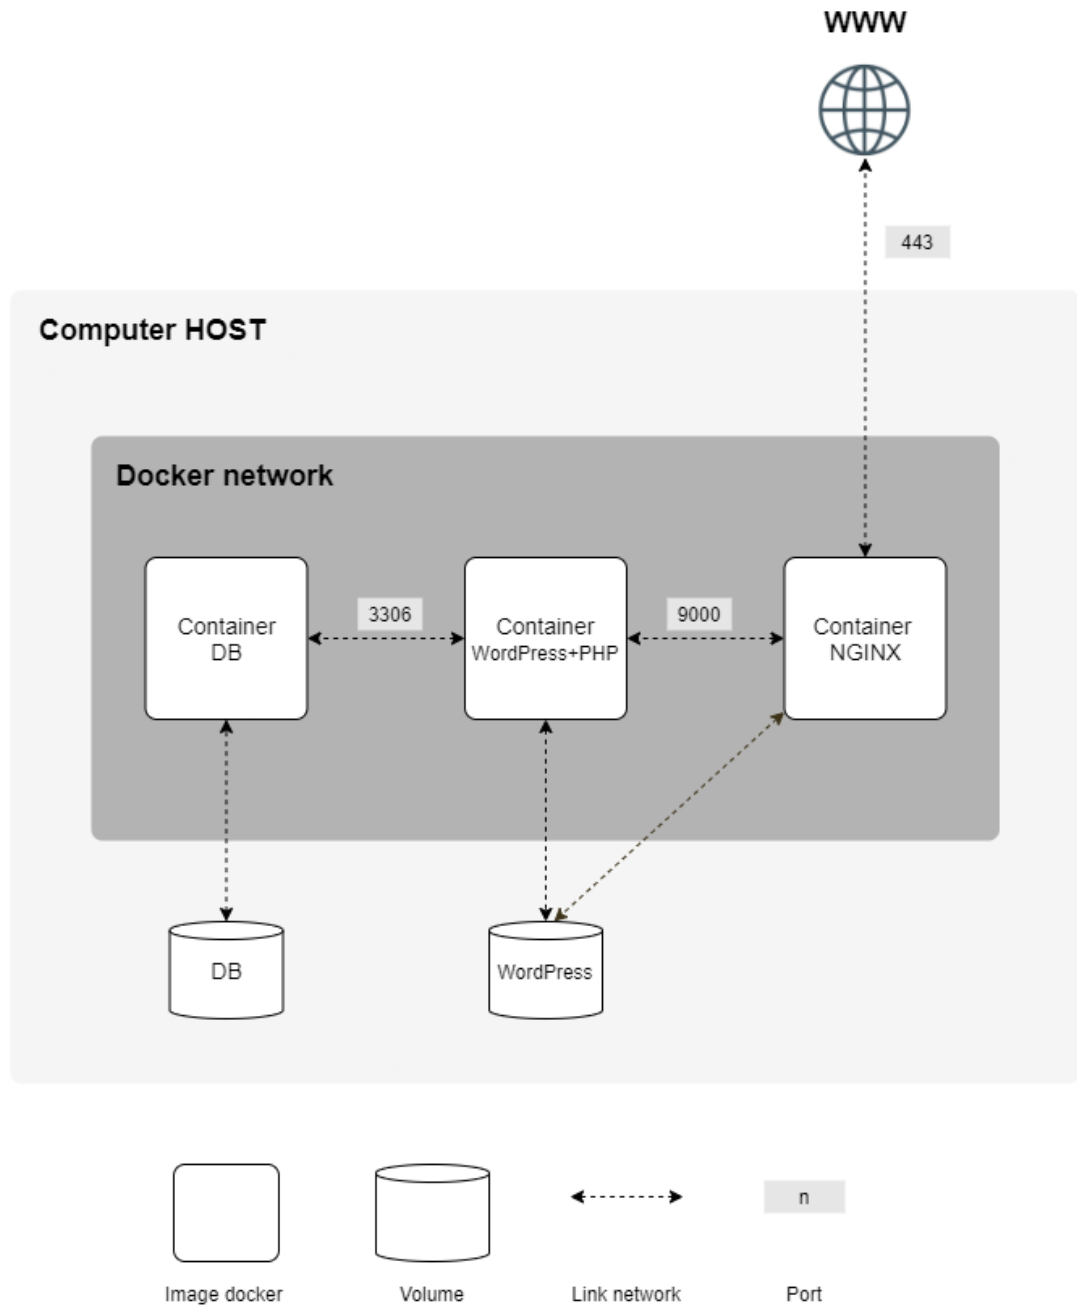 WWW
443
Computer HOST
Docker network
3306
9000
Container
DB
Container
WordPress+PHP
Container
NGINX
DB
WordPress
n
Image docker
Volume
Link network
Port